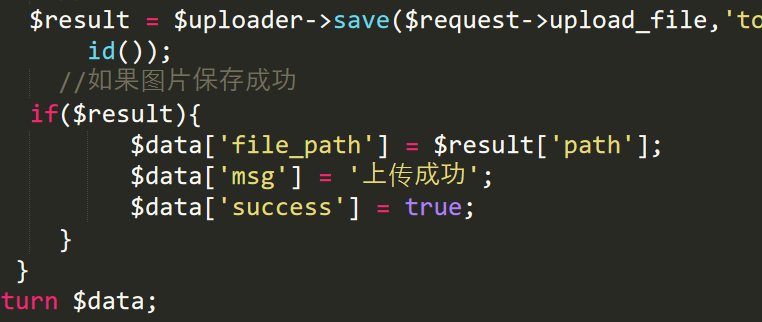 $result = $uploader->save($request->upload_file,'to
id());
//如果图片保存成功
if($result){
$data['file_path'] = $result['path'];
$data['msg'] = '上传成功';
$data['success'] = true;
}
}
turn $data;